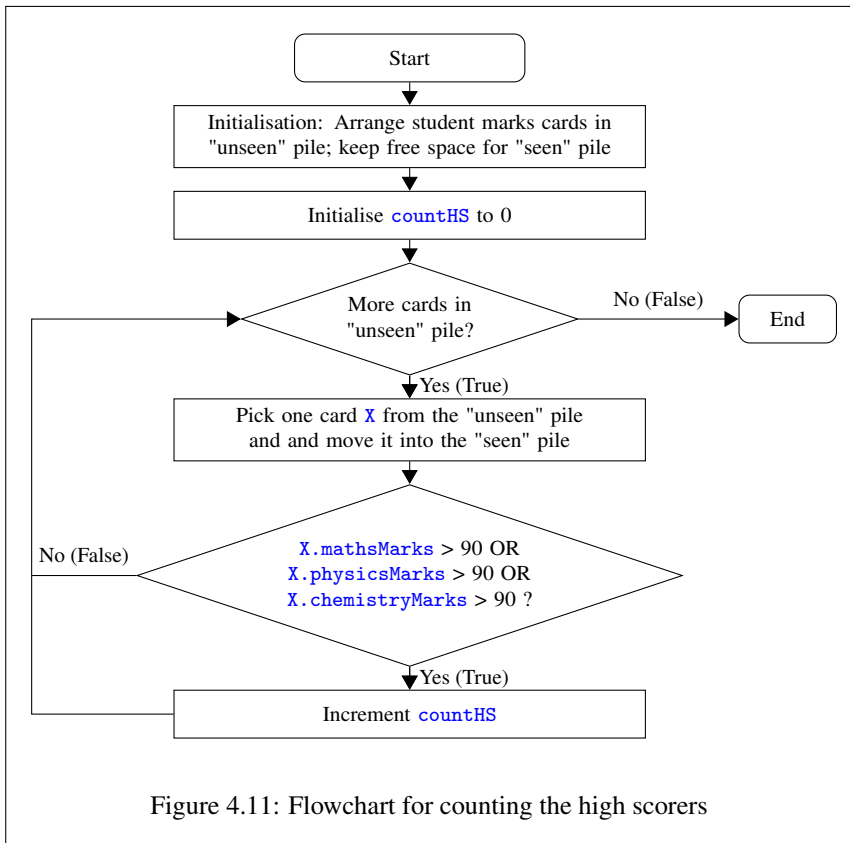 Start
Initialisation: Arrange student marks cards in
"unseen" pile; keep free space for "seen" pile
Initialise countHS to 0
More cards in
"unseen" pile?
No (False)
End
Yes (True)
Pick one card X from the "unseen" pile
and and move it into the "seen" pile
No (False)
X.mathsMarks > 90 OR
X.physicsMarks > 90 OR
X.chemistryMarks > 90 ?
Yes (True)
Increment countHS
Figure 4.11: Flowchart for counting the high scorers